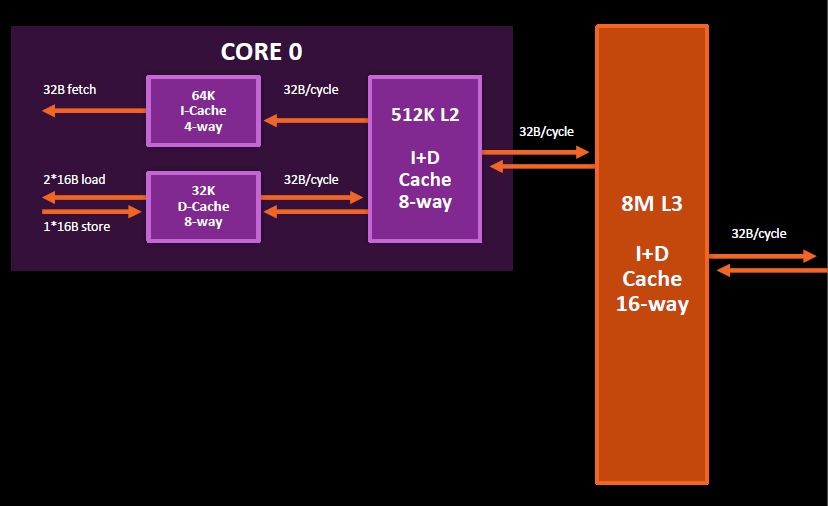 CORE 0
32B fetch
64K
I-Cache
4-way
32B/cycle
2*16B load
1*16B store
32K
D-Cache
8-way
32B/cycle
512K L2
I+D
Cache
8-way
32B/cycle
8M L3
I+D
Cache
16-way
32B/cycle